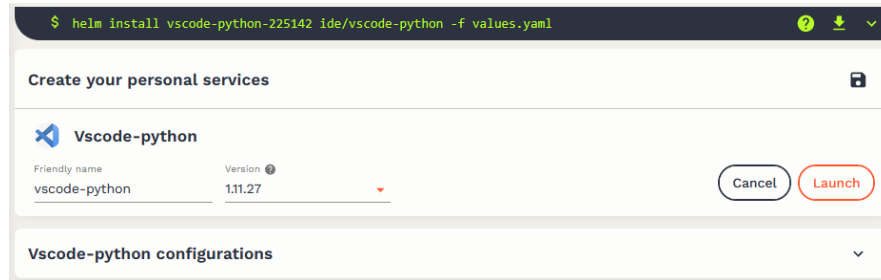 $ helm install vscode-python-225142 ide/vscode-python -f values.yaml
Create your personal services
Vscode-python
Friendly name
Version
vscode-python
1.11.27
Cancel
Launch
Vscode-python configurations